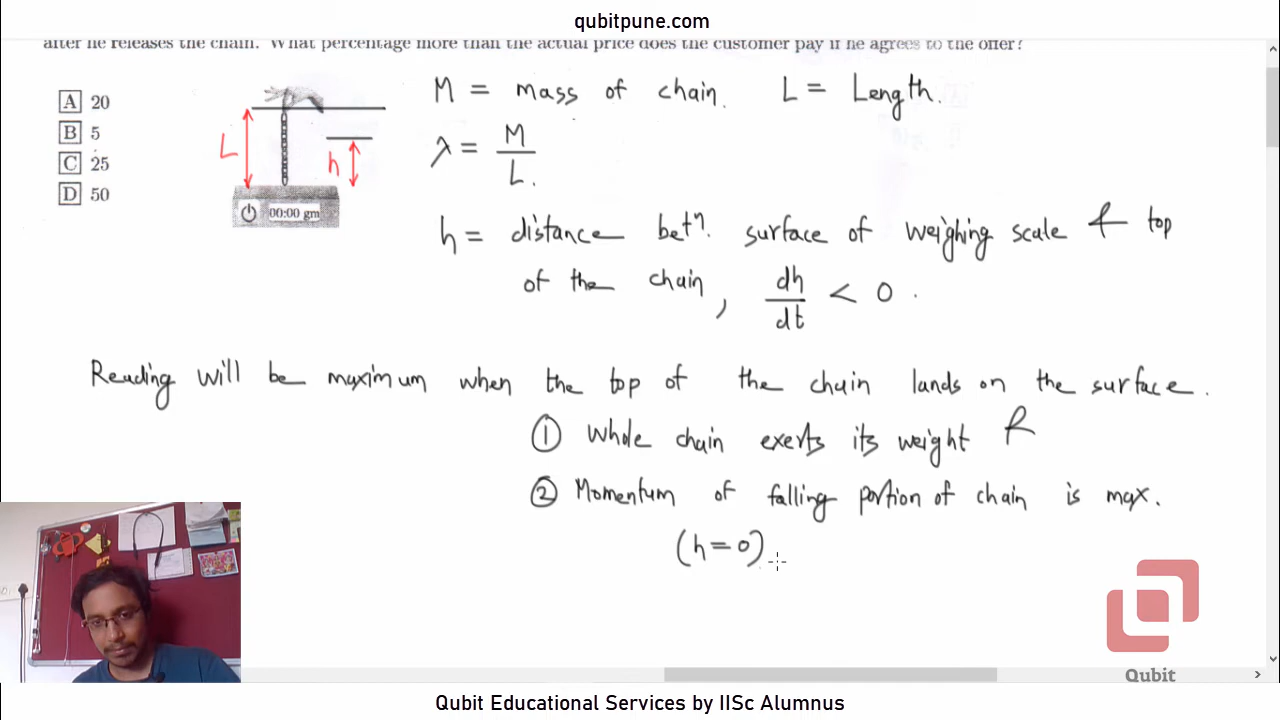 qubitpune.com
after he releases the chain. What percentage more than the actual price does the customer pay if he agrees to the offer?
A 20
B 5
C 25
D 50
L
h
00:00 gm
M = mass of chain. L = Length.
λ = M/L.
h = distance betⁿ. surface of weighing scale & top
of the chain, dh/dt < 0.
Reading will be maximum when the top of the chain lands on the surface.
① Whole chain exerts its weight &
② Momentum of falling portion of chain is max.
(h=0)
Qubit
Qubit Educational Services by IISc Alumnus